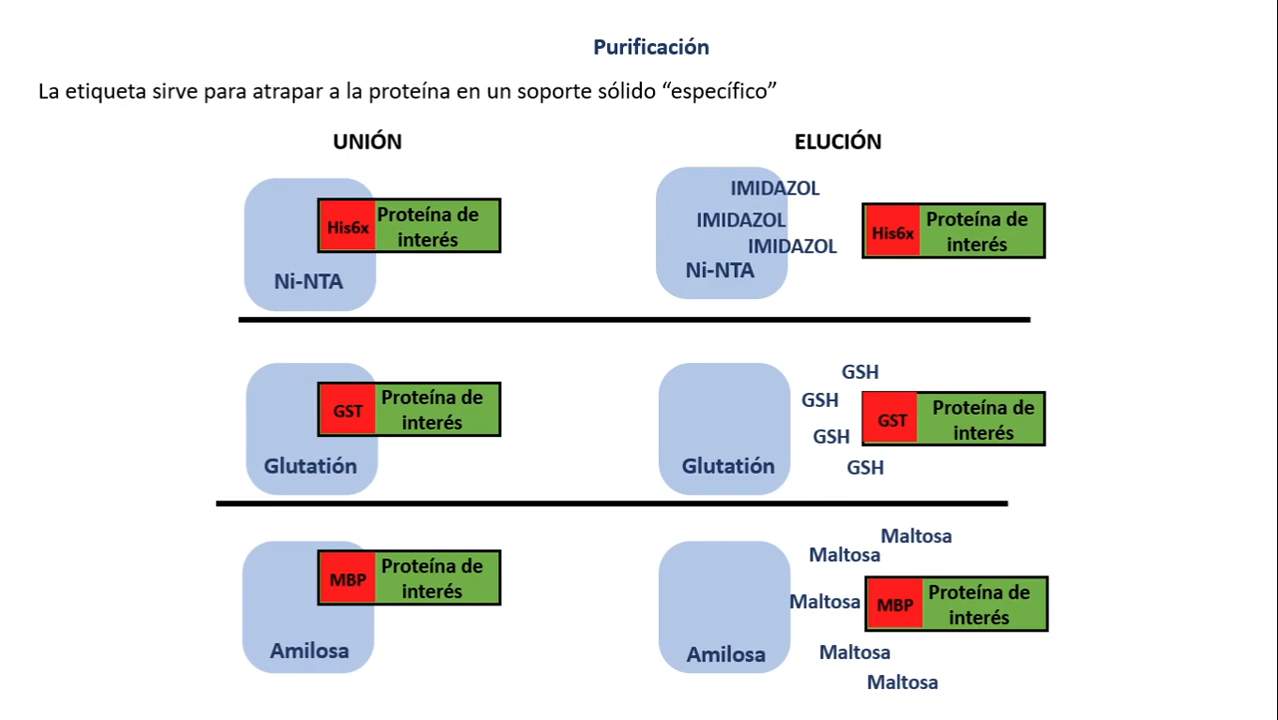 Purificación
La etiqueta sirve para atrapar a la proteína en un soporte sólido “específico”
UNIÓN
ELUCIÓN
His6x
Proteína de
interés
Ni-NTA
IMIDAZOL
IMIDAZOL
IMIDAZOL
Ni-NTA
His6x
Proteína de
interés
GST
Proteína de
interés
Glutatión
Glutatión
GSH
GSH
GSH
GSH
GST
Proteína de
interés
MBP
Proteína de
interés
Amilosa
Amilosa
Maltosa
Maltosa
Maltosa
Maltosa
Maltosa
MBP
Proteína de
interés